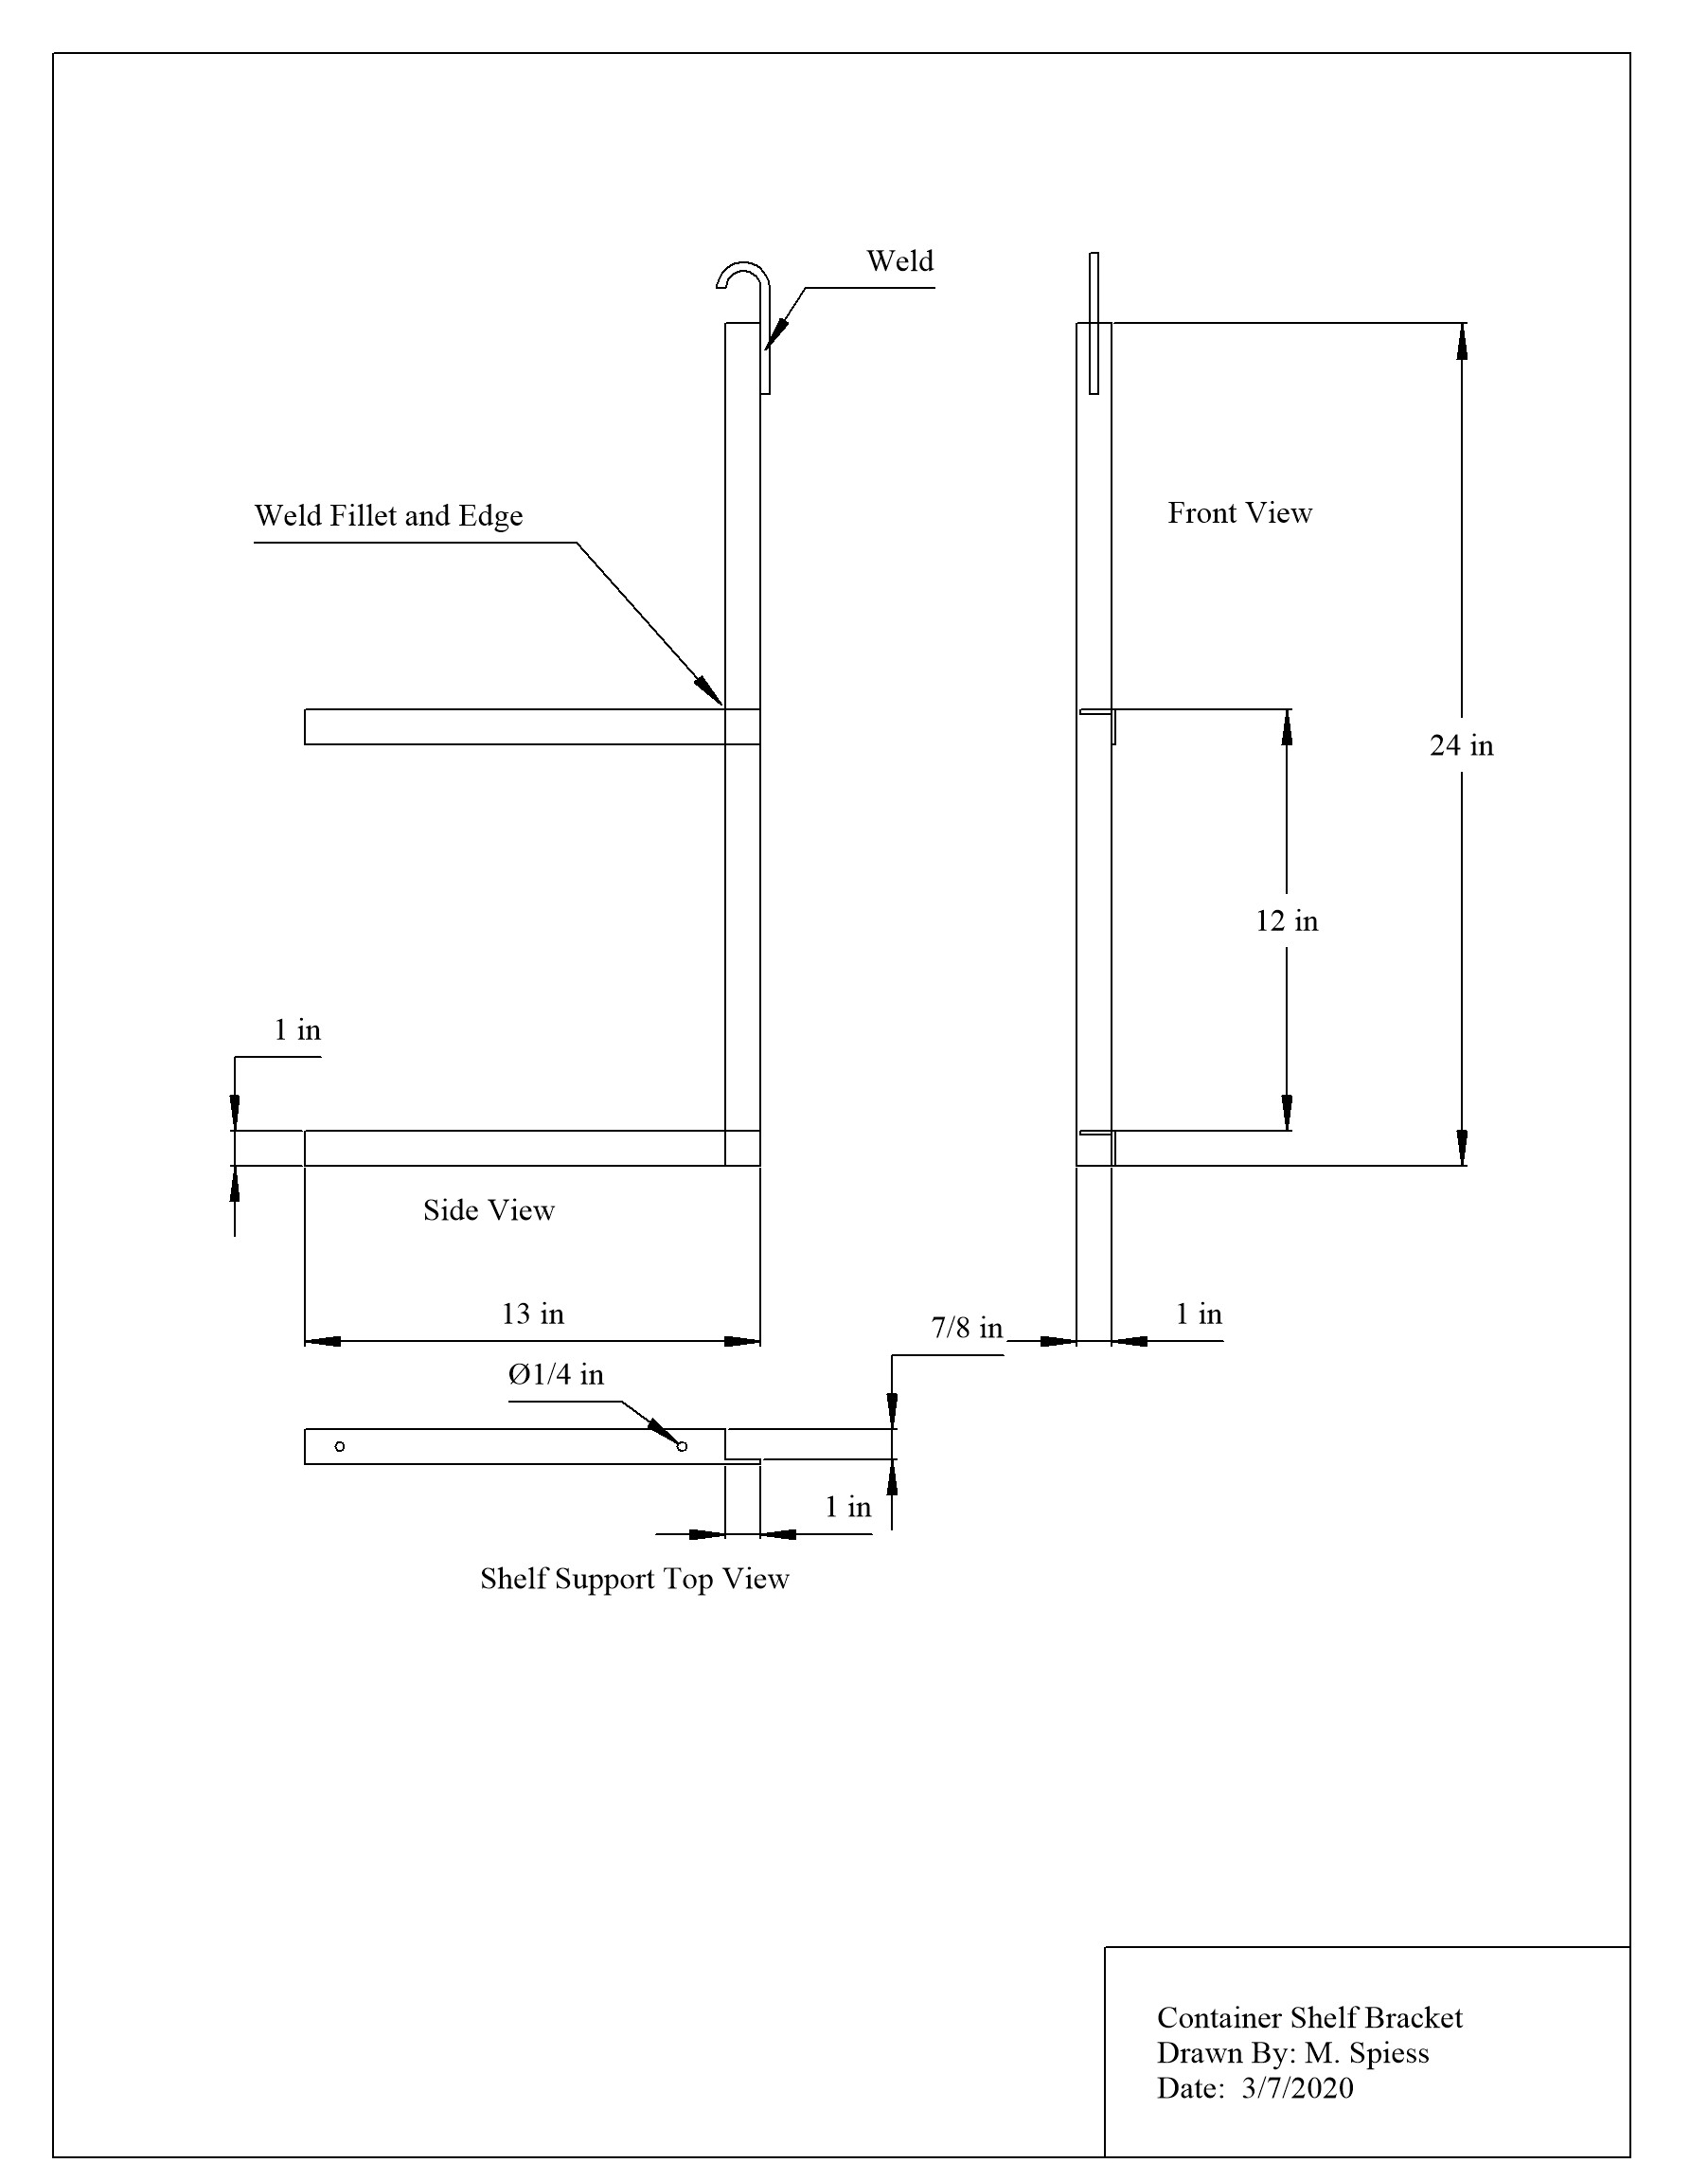 Weld
Weld Fillet and Edge
Front View
24 in
12 in
1 in
Side View
13 in
7/8 in
1 in
Ø1/4 in
1 in
Shelf Support Top View
Container Shelf Bracket
Drawn By: M. Spiess
Date:  3/7/2020